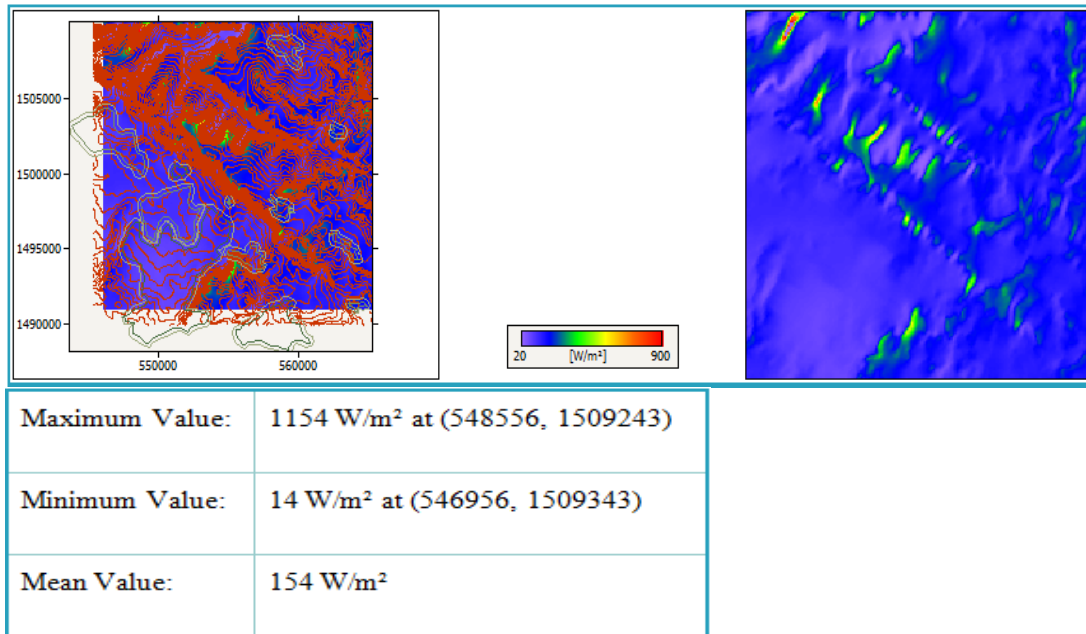 1505000
1500000
1495000
1490000
550000 560000
20 [W/m²] 900
Maximum Value: 1154 W/m² at (548556, 1509243)
Minimum Value: 14 W/m² at (546956, 1509343)
Mean Value: 154 W/m²